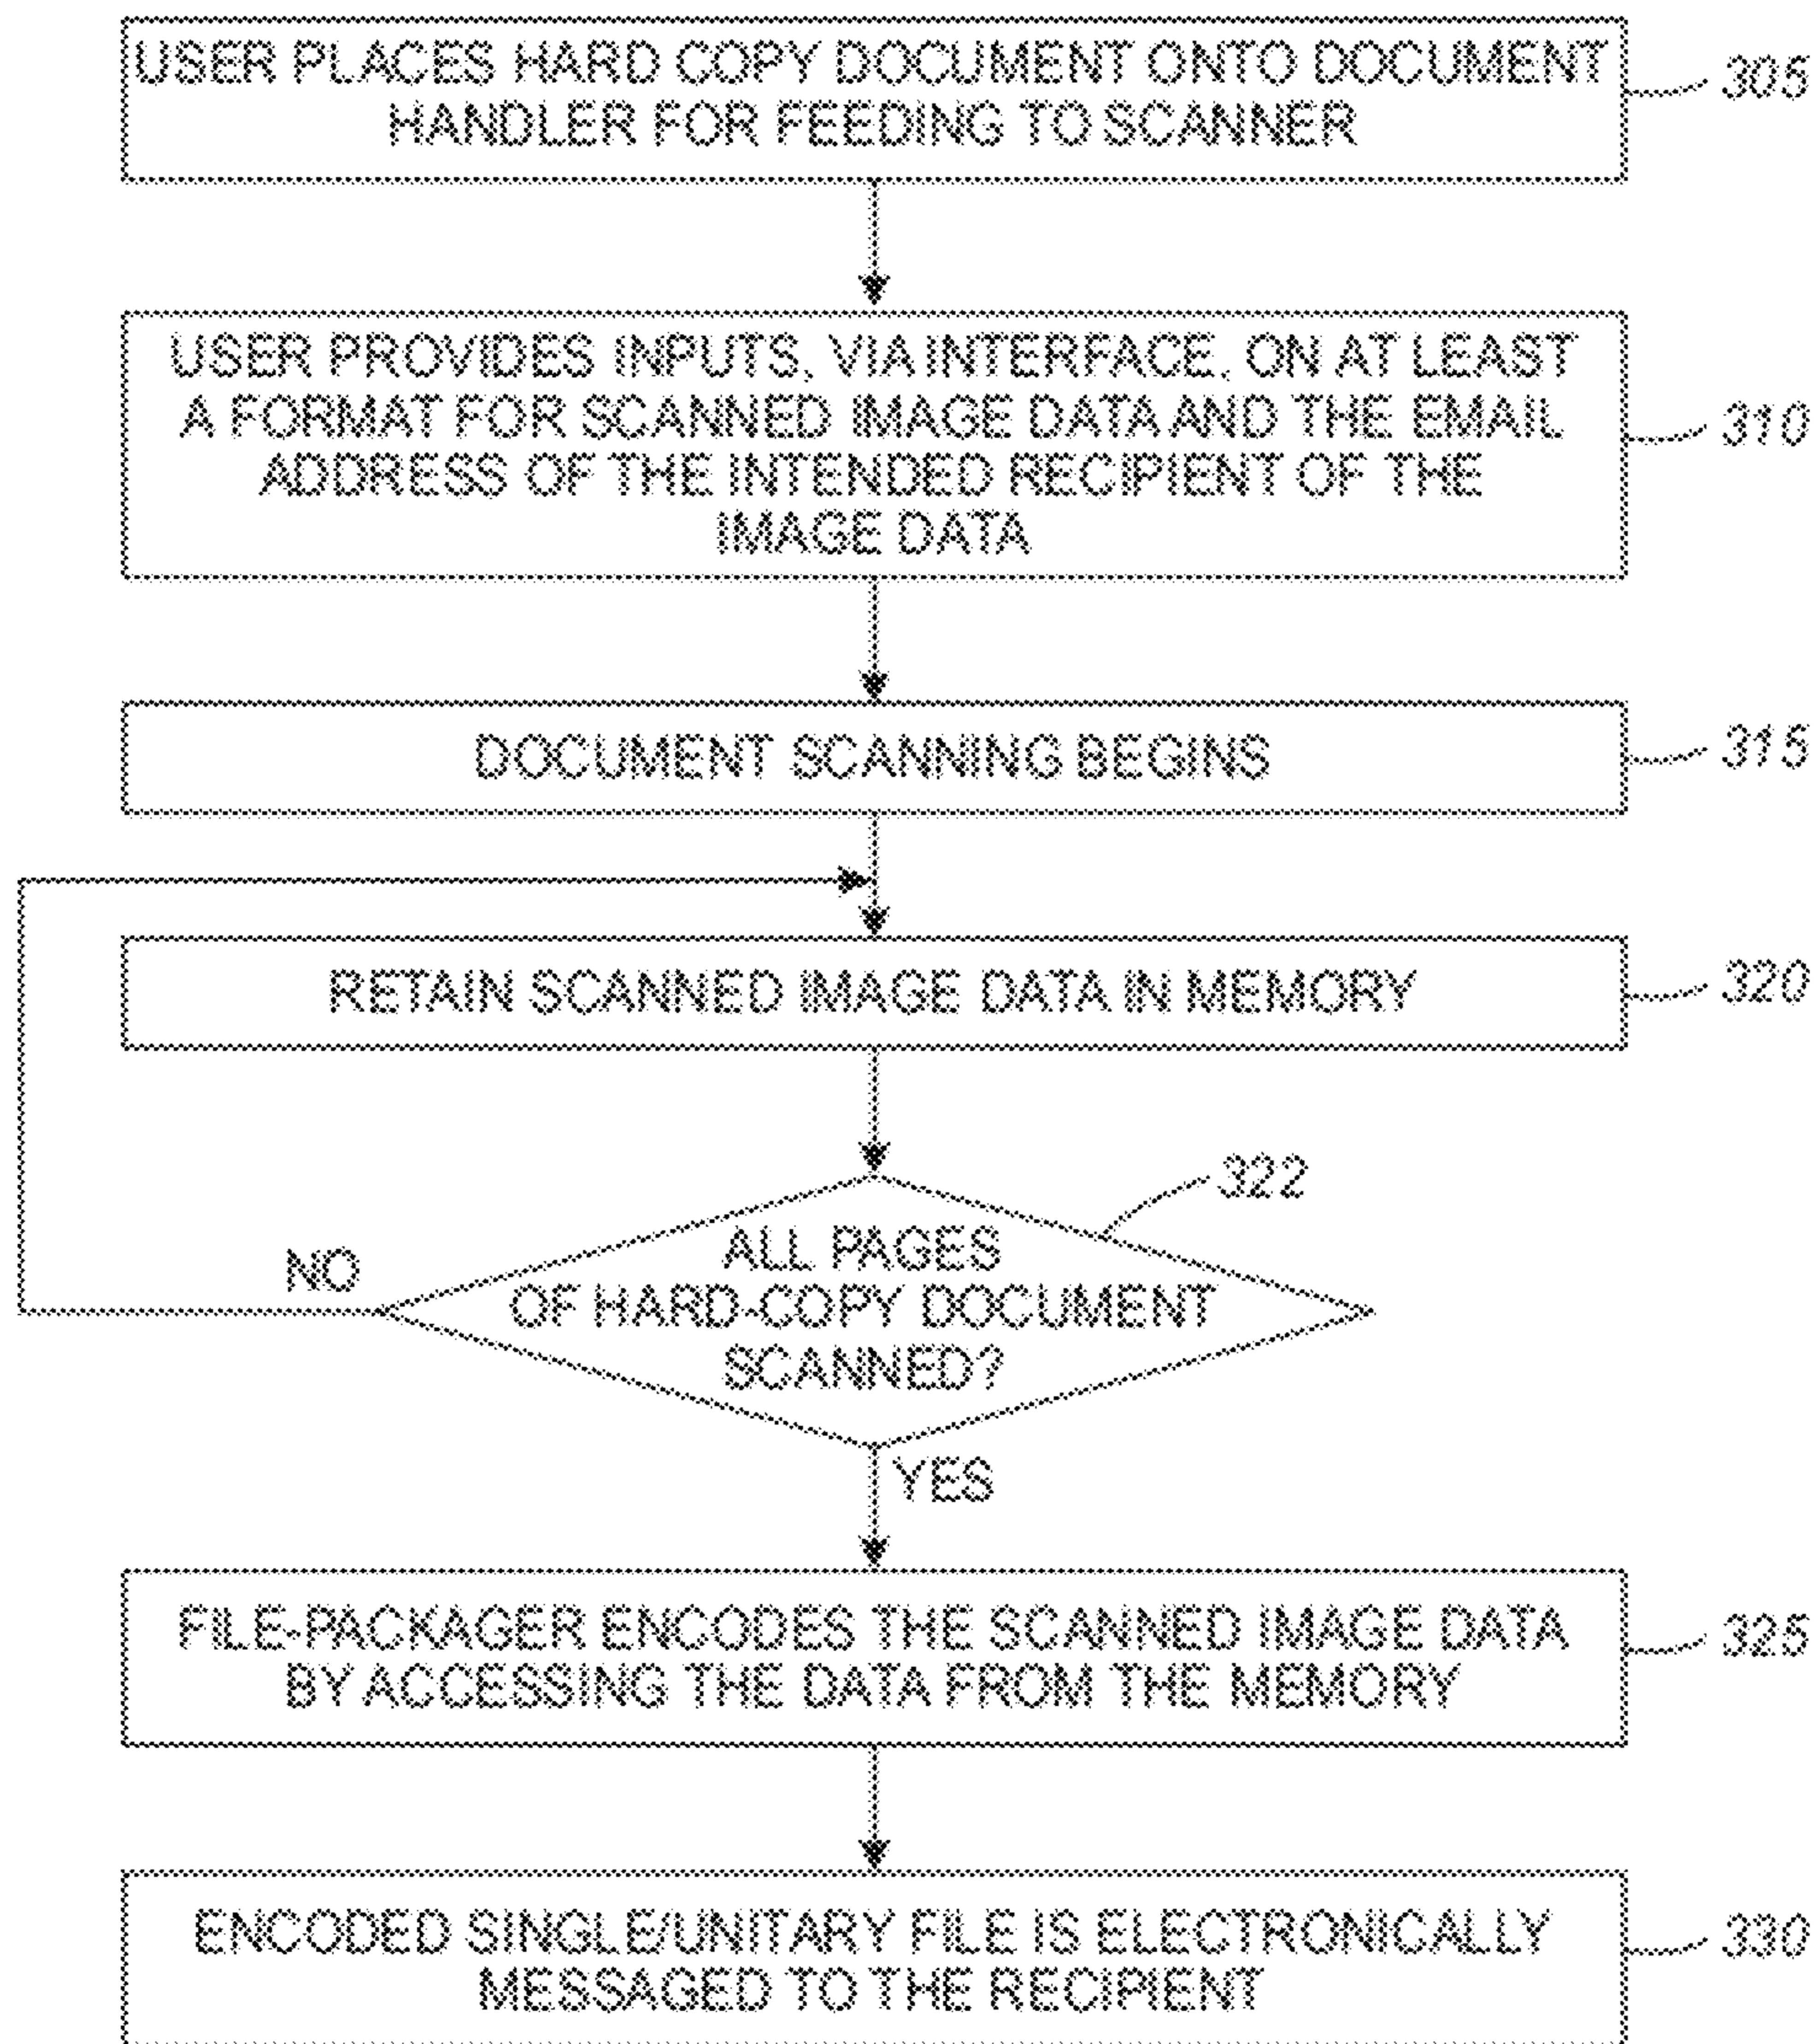 USER PLACES HARD COPY DOCUMENT ONTO DOCUMENT
HANDLER FOR FEEDING TO SCANNER
305
USER PROVIDES INPUTS, VIA INTERFACE, ON AT LEAST
A FORMAT FOR SCANNED IMAGE DATA AND THE EMAIL
ADDRESS OF THE INTENDED RECIPIENT OF THE
IMAGE DATA
310
DOCUMENT SCANNING BEGINS
315
RETAIN SCANNED IMAGE DATA IN MEMORY
320
322
ALL PAGES
OF HARD-COPY DOCUMENT
SCANNED?
NO
YES
FILE-PACKAGER ENCODES THE SCANNED IMAGE DATA
BY ACCESSING THE DATA FROM THE MEMORY
325
ENCODED SINGLE/UNITARY FILE IS ELECTRONICALLY
MESSAGED TO THE RECIPIENT
330